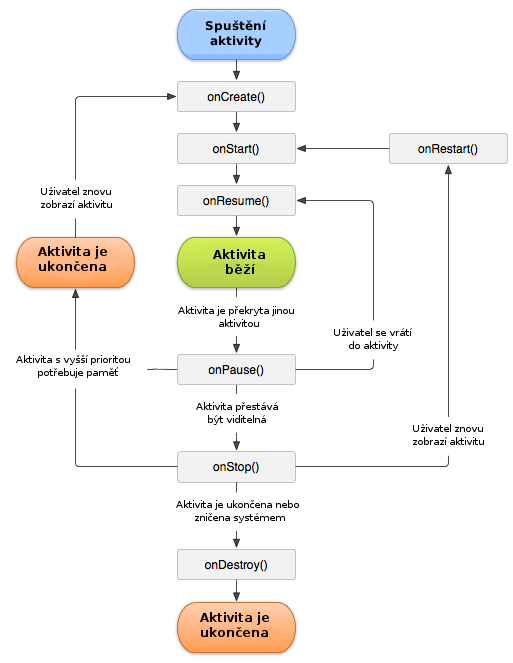 Spuštění
aktivity
onCreate()
onStart()
onRestart()
Uživatel znovu
zobrazí aktivitu
onResume()
Aktivita je
ukončena
Aktivita
běží
Aktivita je překryta jinou
aktivitou
Uživatel se vrátí
do aktivity
Aktivita s vyšší prioritou
potřebuje paměť
onPause()
Aktivita přestává
být viditelná
Uživatel znovu
zobrazí aktivitu
onStop()
Aktivita je ukončena nebo
zničena systémem
onDestroy()
Aktivita je
ukončena